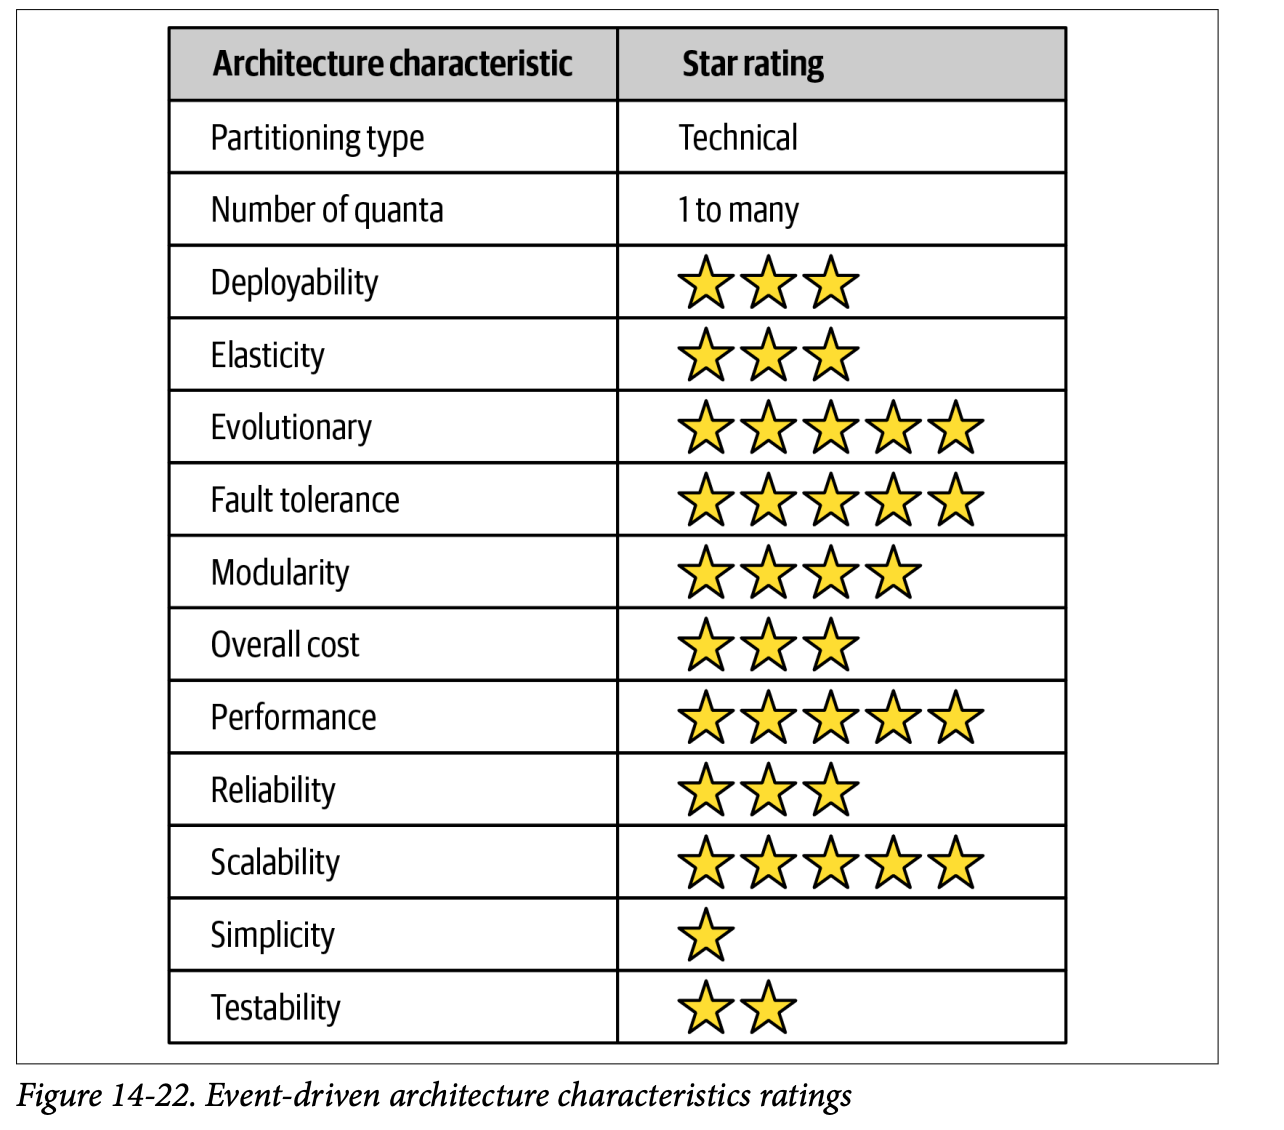 Architecture characteristic Star rating
Partitioning type Technical
Number of quanta 1 to many
Deployability
Elasticity
Evolutionary
Fault tolerance
Modularity
Overall cost
Performance
Reliability
Scalability
Simplicity
Testability
Figure 14-22. Event-driven architecture characteristics ratings